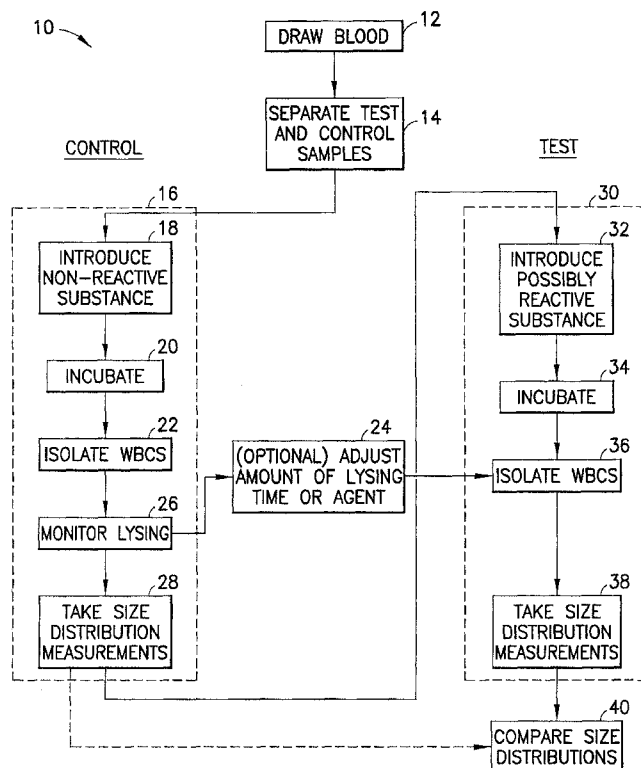 10
DRAW BLOOD
12
SEPARATE TEST
AND CONTROL
SAMPLES
14
CONTROL
16
18
INTRODUCE
NON-REACTIVE
SUBSTANCE
20
INCUBATE
22
ISOLATE WBCS
26
MONITOR LYSING
28
TAKE SIZE
DISTRIBUTION
MEASUREMENTS
24
(OPTIONAL) ADJUST
AMOUNT OF LYSING
TIME OR AGENT
TEST
30
32
INTRODUCE
POSSIBLY
REACTIVE
SUBSTANCE
34
INCUBATE
36
ISOLATE WBCS
38
TAKE SIZE
DISTRIBUTION
MEASUREMENTS
40
COMPARE SIZE
DISTRIBUTIONS